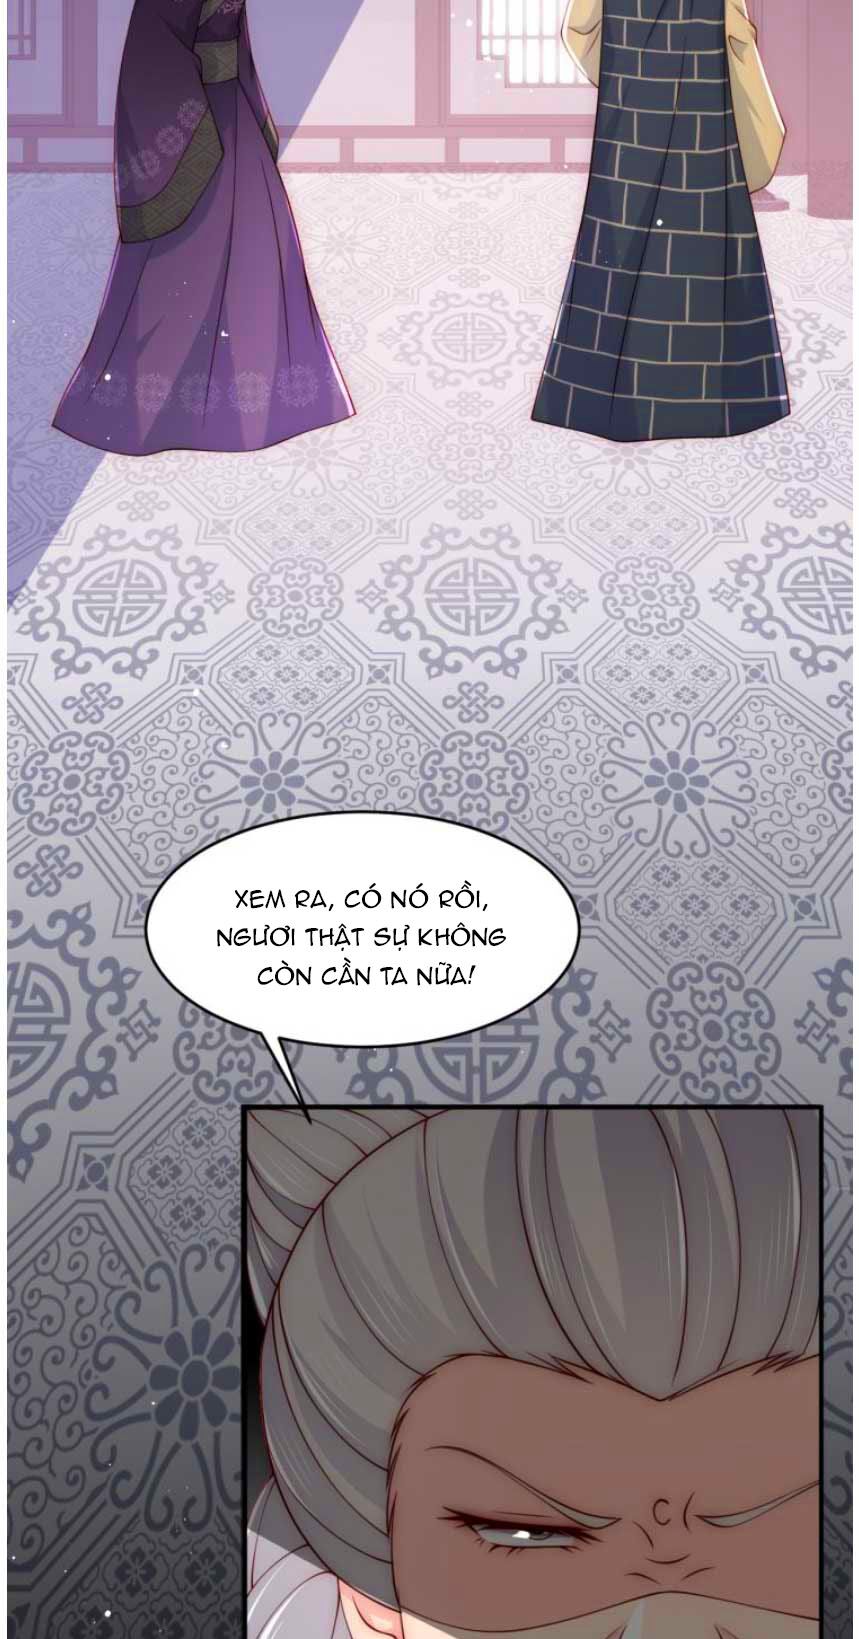 XEM RA, CÓ NÓ RỒI,
NGƯƠI THẬT SỰ KHÔNG
CÒN CẦN TA NỮA!